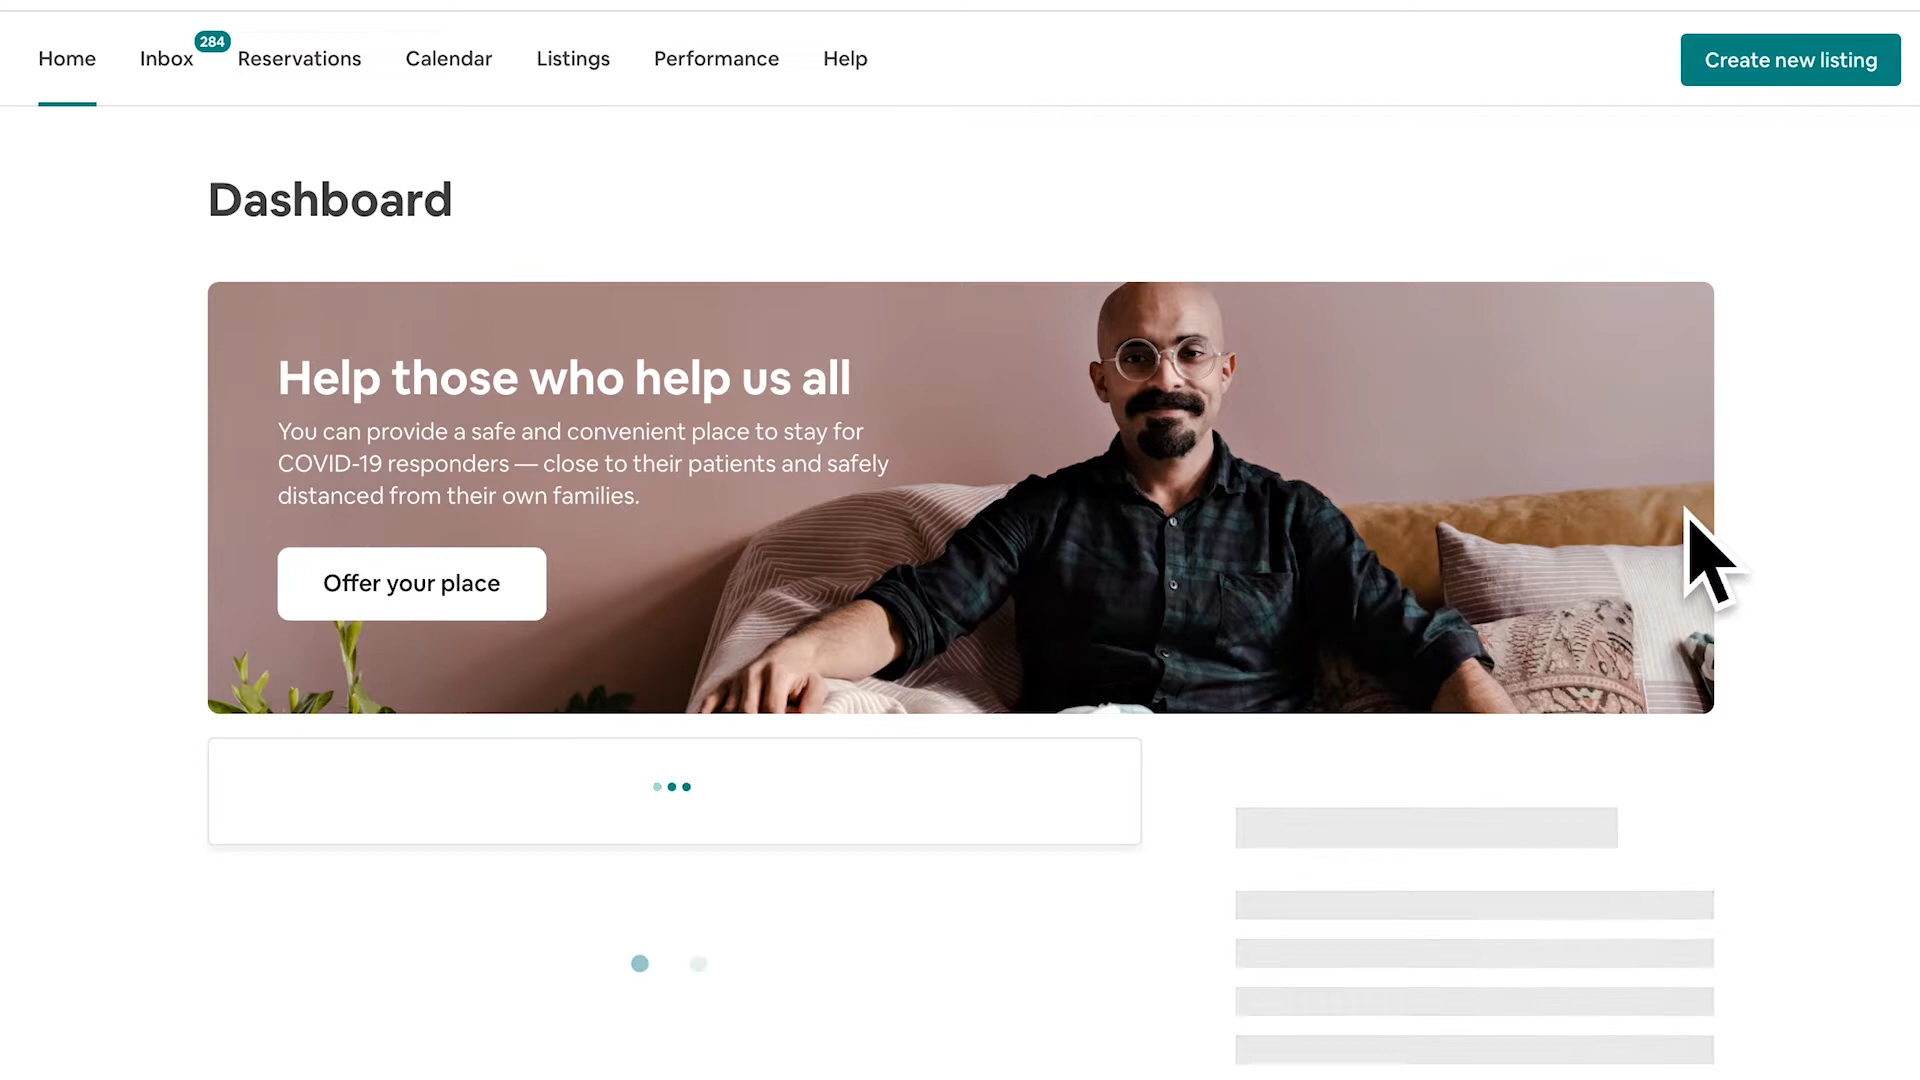 Home
Inbox
284
Reservations
Calendar
Listings
Performance
Help
Create new listing
Dashboard
Help those who help us all
You can provide a safe and convenient place to stay for
COVID-19 responders — close to their patients and safely
distanced from their own families.
Offer your place